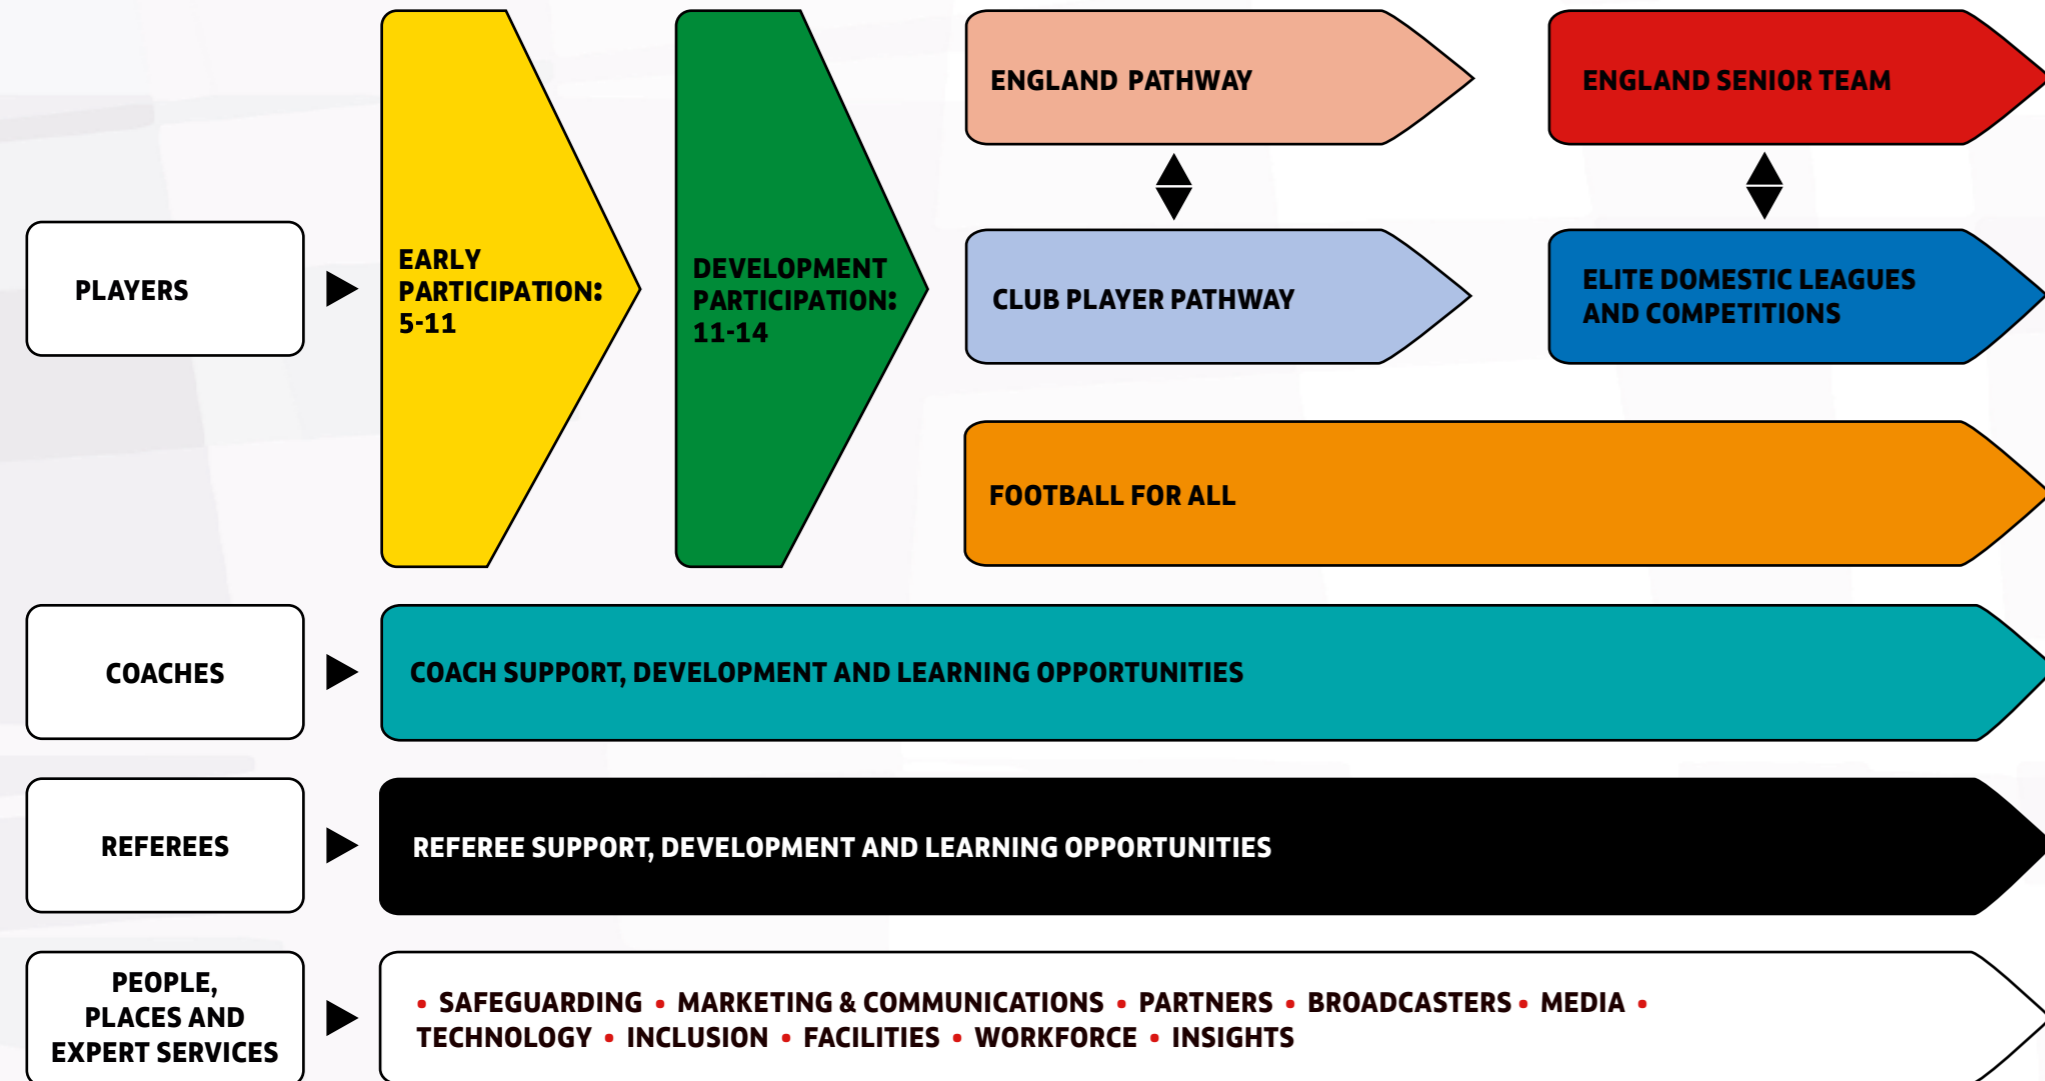 PLAYERS
EARLY
PARTICIPATION:
5-11
DEVELOPMENT
PARTICIPATION:
11-14
ENGLAND PATHWAY
ENGLAND SENIOR TEAM
CLUB PLAYER PATHWAY
ELITE DOMESTIC LEAGUES
AND COMPETITIONS
FOOTBALL FOR ALL
COACHES
COACH SUPPORT, DEVELOPMENT AND LEARNING OPPORTUNITIES
REFEREES
REFEREE SUPPORT, DEVELOPMENT AND LEARNING OPPORTUNITIES
PEOPLE,
PLACES AND
EXPERT SERVICES
• SAFEGUARDING • MARKETING & COMMUNICATIONS • PARTNERS • BROADCASTERS • MEDIA •
TECHNOLOGY • INCLUSION • FACILITIES • WORKFORCE • INSIGHTS